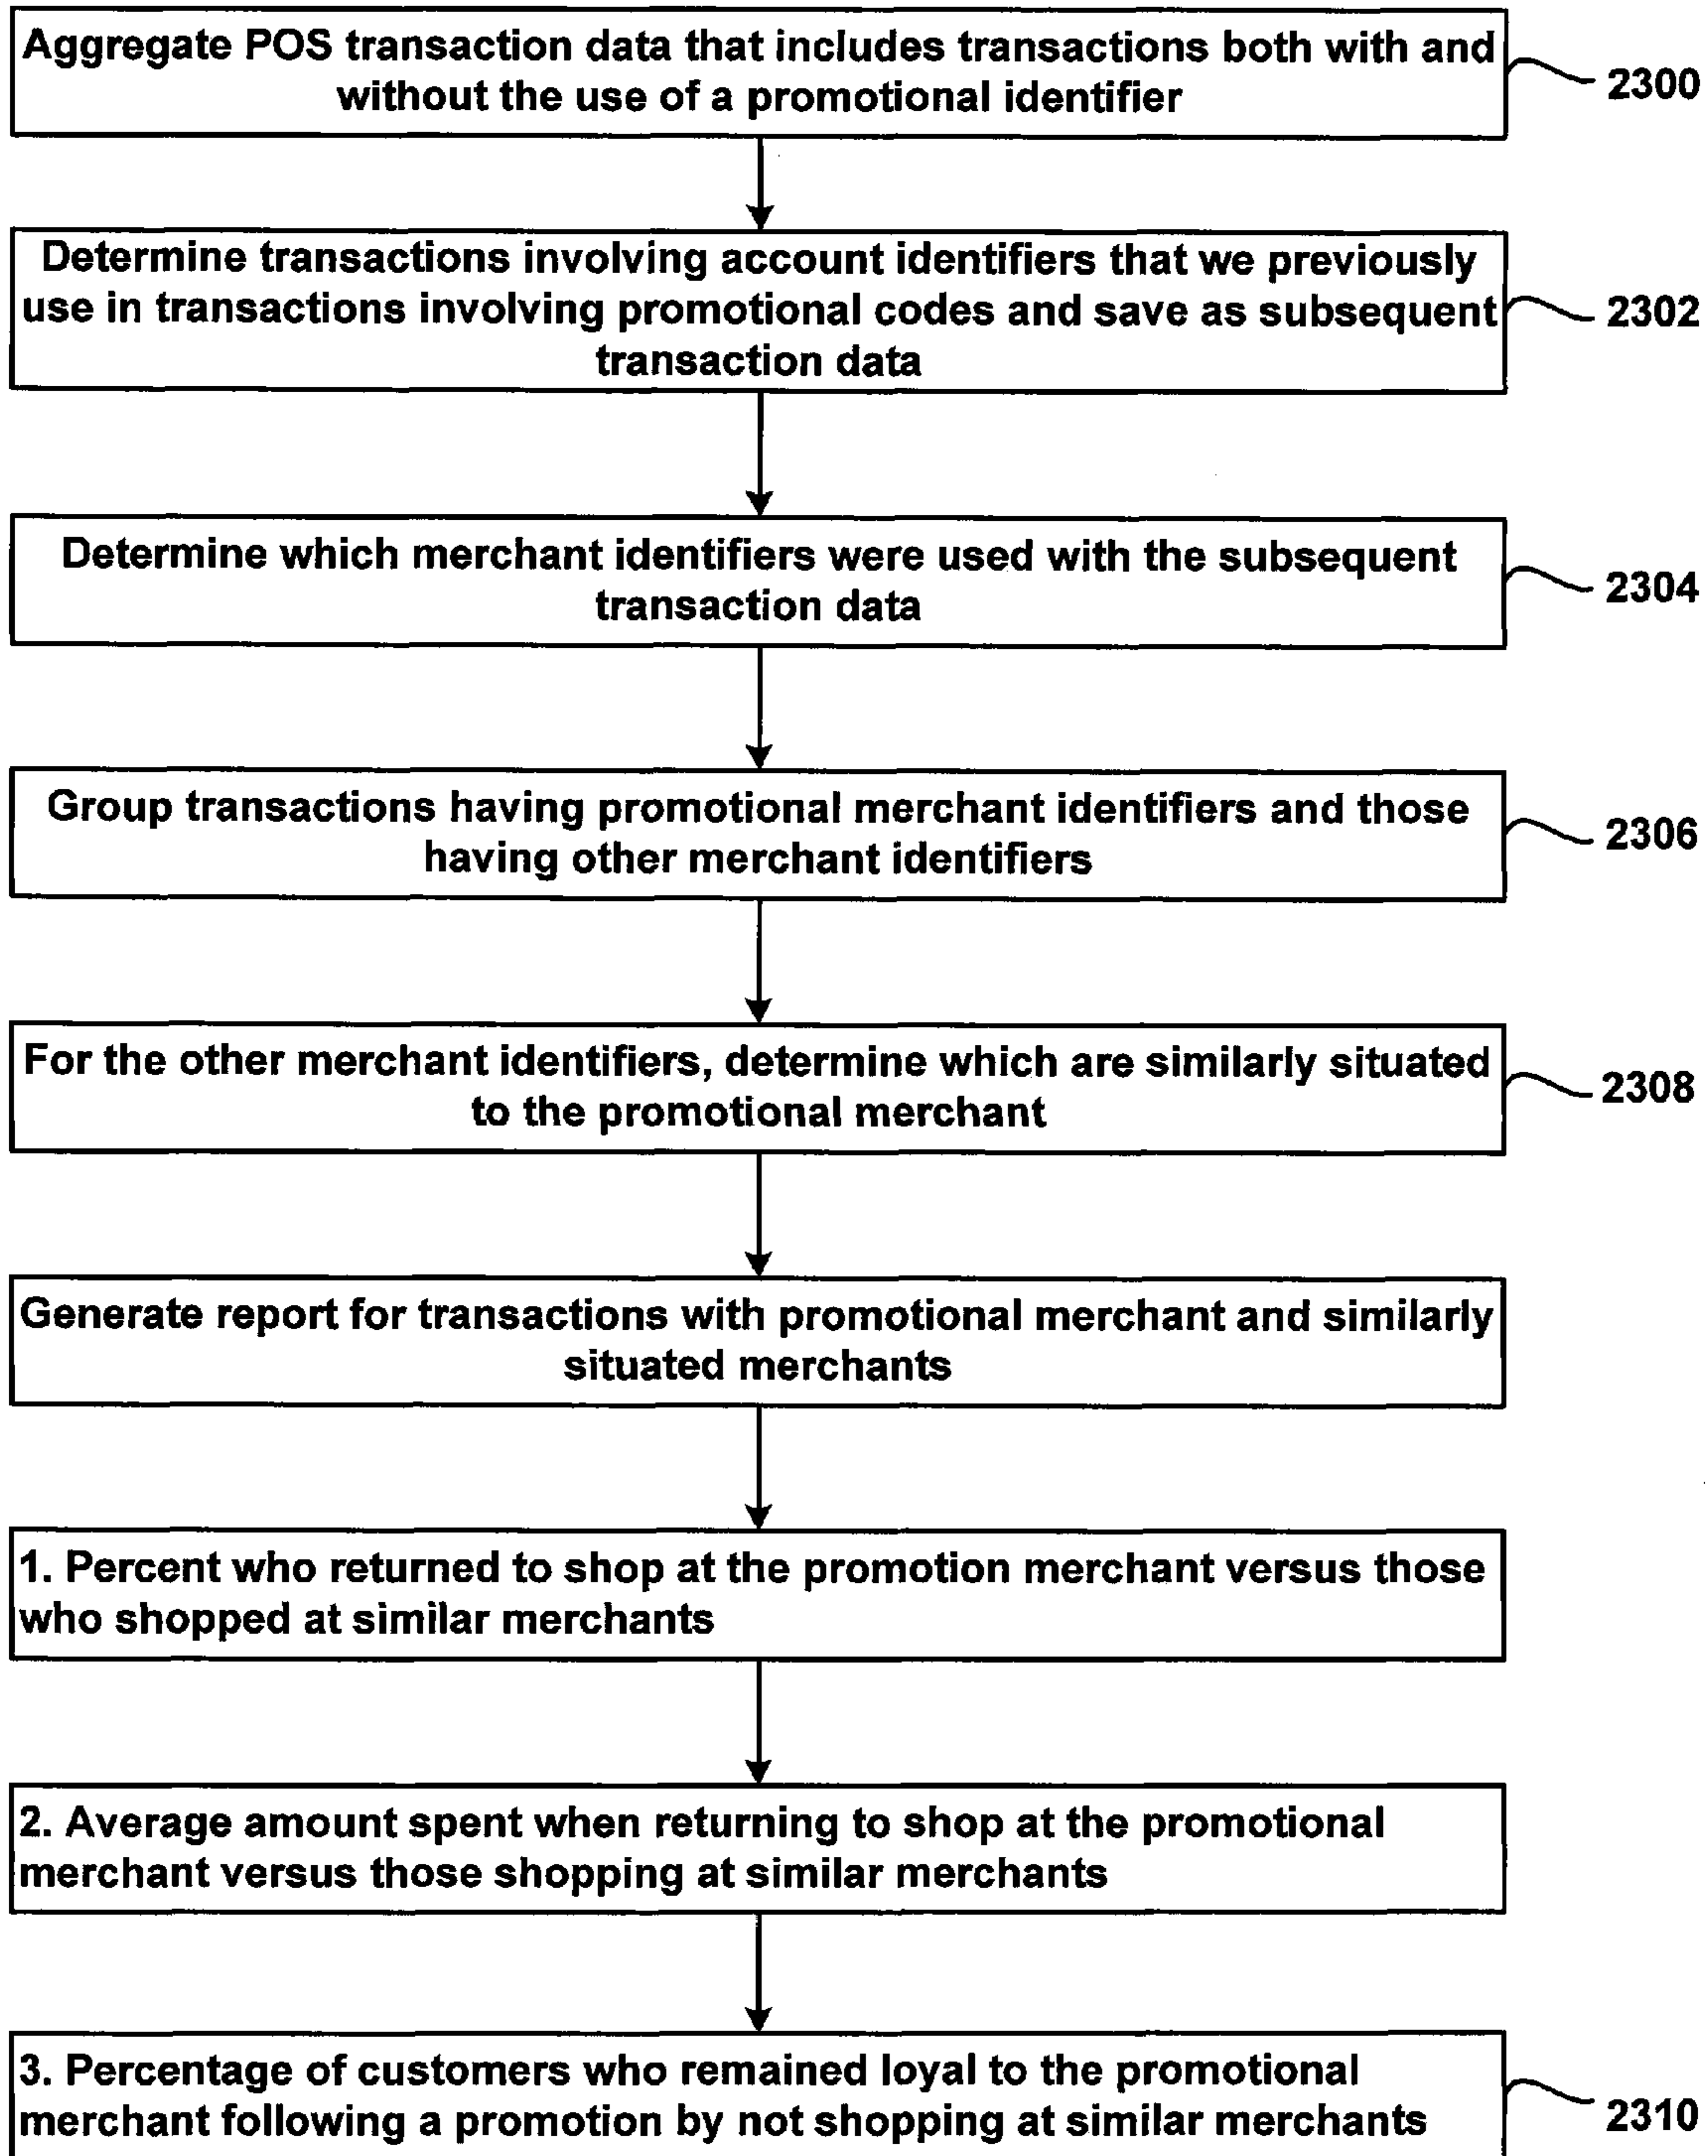 Aggregate POS transaction data that includes transactions both with and
without the use of a promotional identifier
2300
Determine transactions involving account identifiers that we previously
use in transactions involving promotional codes and save as subsequent
transaction data
2302
Determine which merchant identifiers were used with the subsequent
transaction data
2304
Group transactions having promotional merchant identifiers and those
having other merchant identifiers
2306
For the other merchant identifiers, determine which are similarly situated
to the promotional merchant
2308
Generate report for transactions with promotional merchant and similarly
situated merchants
1. Percent who returned to shop at the promotion merchant versus those
who shopped at similar merchants
2. Average amount spent when returning to shop at the promotional
merchant versus those shopping at similar merchants
3. Percentage of customers who remained loyal to the promotional
merchant following a promotion by not shopping at similar merchants
2310